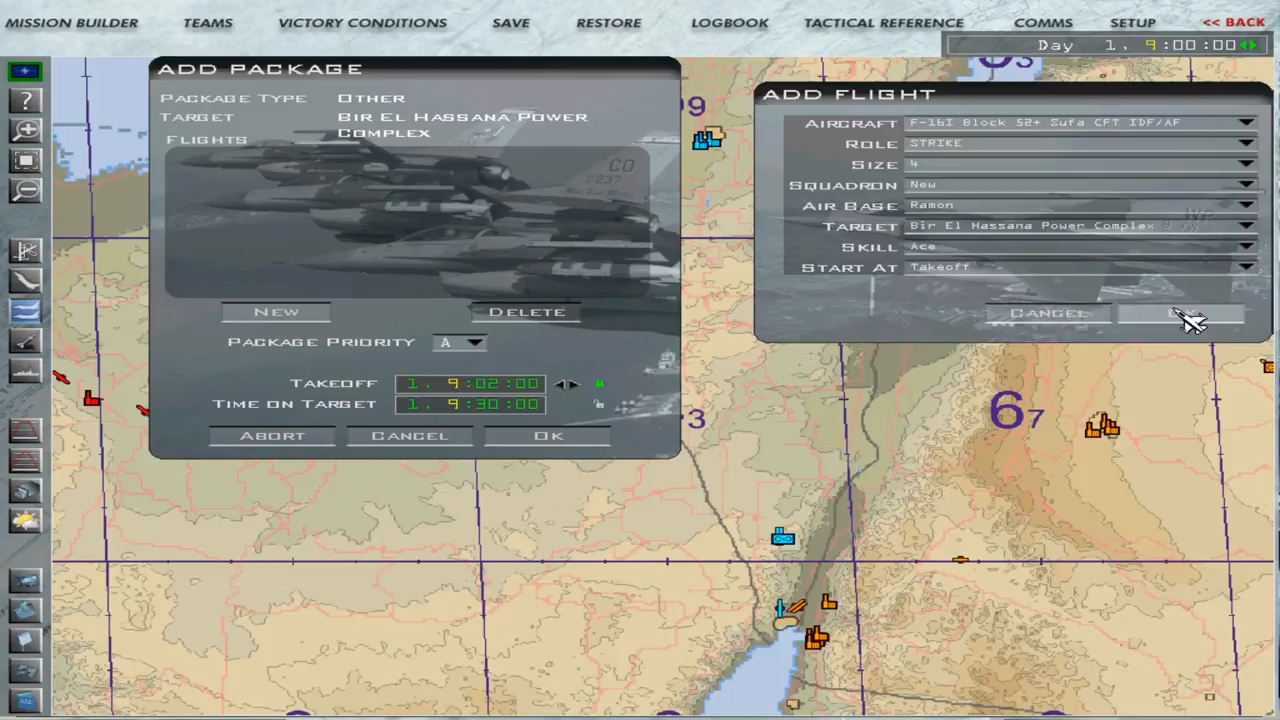 MISSION BUILDER TEAMS VICTORY CONDITIONS SAVE RESTORE LOGBOOK TACTICAL REFERENCE COMMS SETUP << BACK
Day 1, 9:00:00
ADD PACKAGE
PACKAGE TYPE OTHER
TARGET BIR EL HASSANA POWER
COMPLEX
FLIGHTS
CO
237
NEW DELETE
PACKAGE PRIORITY A
TAKEOFF 1, 9:02:00
TIME ON TARGET 1, 9:30:00
ABORT CANCEL OK
ADD FLIGHT
AIRCRAFT F-16I Block 52+ Sufa CFT IDF/AF
ROLE STRIKE
SIZE 4
SQUADRON New
AIR BASE Ramon
TARGET Bir El Hassana Power Complex
SKILL Ace
START AT Takeoff
CANCEL
99
3
67